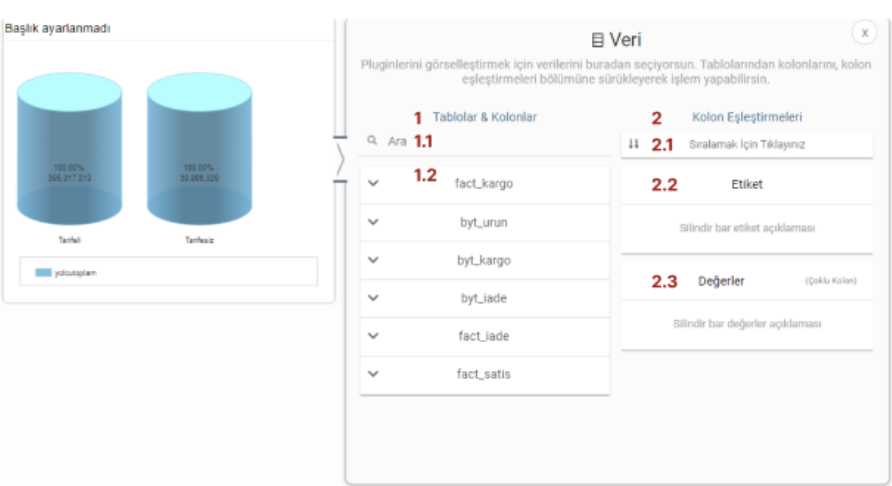 Başlık ayarlanmadı
100.00%
395.317.013
100.00%
39.905.329
Tarifeli
Tarifesiz
yolcutoplam
Veri
X
Pluginlerini görselleştirmek için verilerini buradan seçiyorsun. Tablolarından kolonlarını, kolon
eşleştirmeleri bölümüne sürükleyerek işlem yapabilirsin.
1 Tablolar & Kolonlar
Ara 1.1
1.2
fact_kargo
byt_urun
byt_kargo
byt_iade
fact_iade
fact_satis
2 Kolon Eşleştirmeleri
2.1 Sıralamak İçin Tıklayınız
2.2 Etiket
Silindir bar etiket açıklaması
2.3 Değerler (Çoklu Kolon)
Silindir bar değerler açıklaması